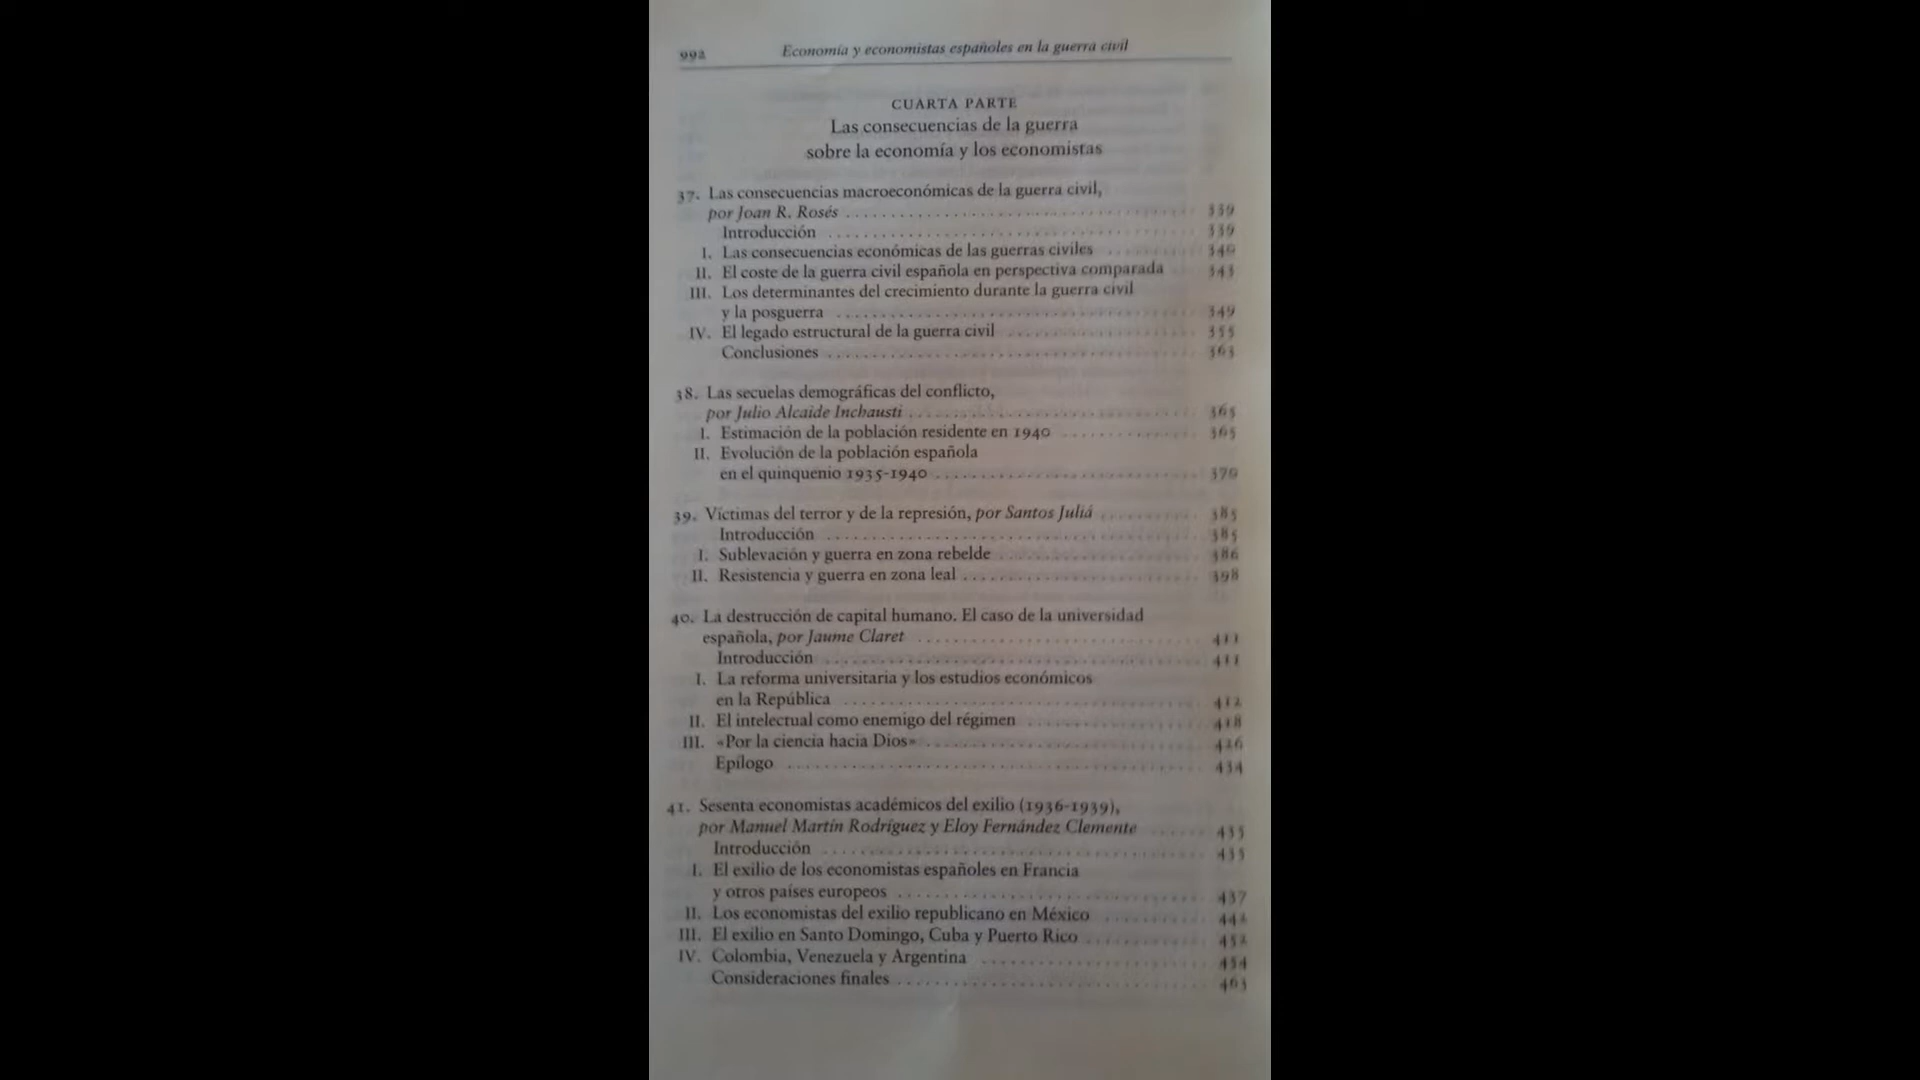 992 Economía y economistas españoles en la guerra civil
CUARTA PARTE
Las consecuencias de la guerra
sobre la economía y los economistas
37. Las consecuencias macroeconómicas de la guerra civil,
por Joan R. Rosés 339
Introducción 339
I. Las consecuencias económicas de las guerras civiles 340
II. El coste de la guerra civil española en perspectiva comparada 343
III. Los determinantes del crecimiento durante la guerra civil
y la posguerra 349
IV. El legado estructural de la guerra civil 355
Conclusiones 363
38. Las secuelas demográficas del conflicto,
por Julio Alcaide Inchausti 365
I. Estimación de la población residente en 1940 365
II. Evolución de la población española
en el quinquenio 1935-1940 370
39. Víctimas del terror y de la represión, por Santos Juliá 385
Introducción 385
I. Sublevación y guerra en zona rebelde 386
II. Resistencia y guerra en zona leal 398
40. La destrucción de capital humano. El caso de la universidad
española, por Jaume Claret 411
Introducción 411
I. La reforma universitaria y los estudios económicos
en la República 412
II. El intelectual como enemigo del régimen 418
III. «Por la ciencia hacia Dios» 426
Epílogo 434
41. Sesenta economistas académicos del exilio (1936-1939),
por Manuel Martín Rodríguez y Eloy Fernández Clemente 435
Introducción 435
I. El exilio de los economistas españoles en Francia
y otros países europeos 437
II. Los economistas del exilio republicano en México
III. El exilio en Santo Domingo, Cuba y Puerto Rico
IV. Colombia, Venezuela y Argentina 454
Consideraciones finales 463